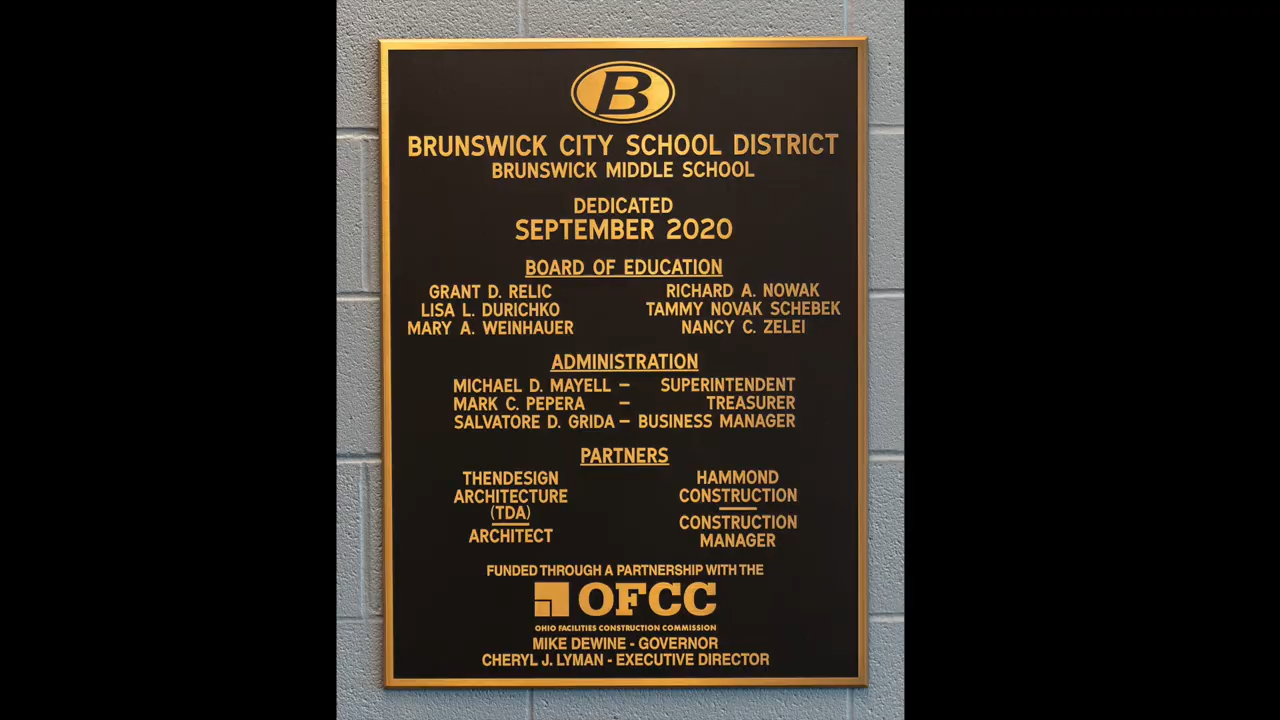 B
BRUNSWICK CITY SCHOOL DISTRICT
BRUNSWICK MIDDLE SCHOOL
DEDICATED
SEPTEMBER 2020
BOARD OF EDUCATION
GRANT D. RELIC RICHARD A. NOWAK
LISA L. DURICHKO TAMMY NOVAK SCHEBEK
MARY A. WEINHAUER NANCY C. ZELEI
ADMINISTRATION
MICHAEL D. MAYELL – SUPERINTENDENT
MARK C. PEPERA – TREASURER
SALVATORE D. GRIDA – BUSINESS MANAGER
PARTNERS
THENDESIGN
ARCHITECTURE
(TDA)
ARCHITECT
HAMMOND
CONSTRUCTION
CONSTRUCTION
MANAGER
FUNDED THROUGH A PARTNERSHIP WITH THE
OFCC
OHIO FACILITIES CONSTRUCTION COMMISSION
MIKE DEWINE - GOVERNOR
CHERYL J. LYMAN - EXECUTIVE DIRECTOR